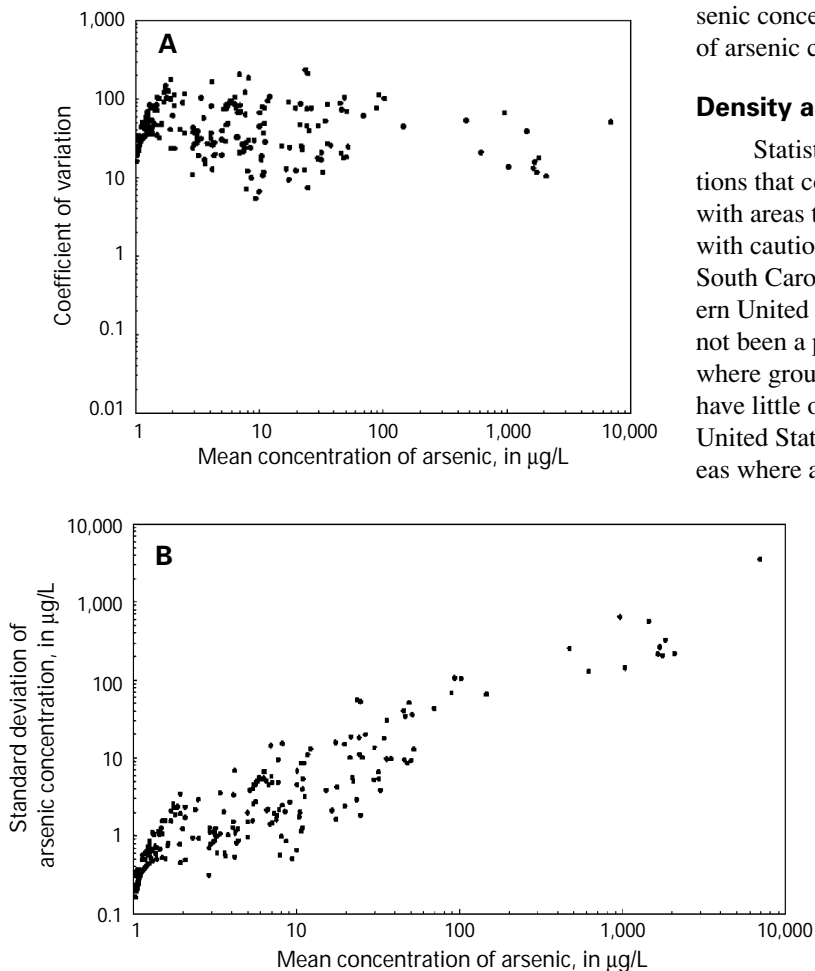 1,000
100
10
1
0.1
0.01
Coefficient of variation
A
1 10 100 1,000 10,000
Mean concentration of arsenic, in µg/L
10,000
1,000
100
10
1
0.1
Standard deviation of
arsenic concentration, in µg/L
B
1 10 100 1,000 10,000
Mean concentration of arsenic, in µg/L
senic conce
of arsenic c
Density a
Statist
tions that co
with areas t
with caution
South Caro
ern United
not been a p
where grou
have little o
United Stat
eas where a